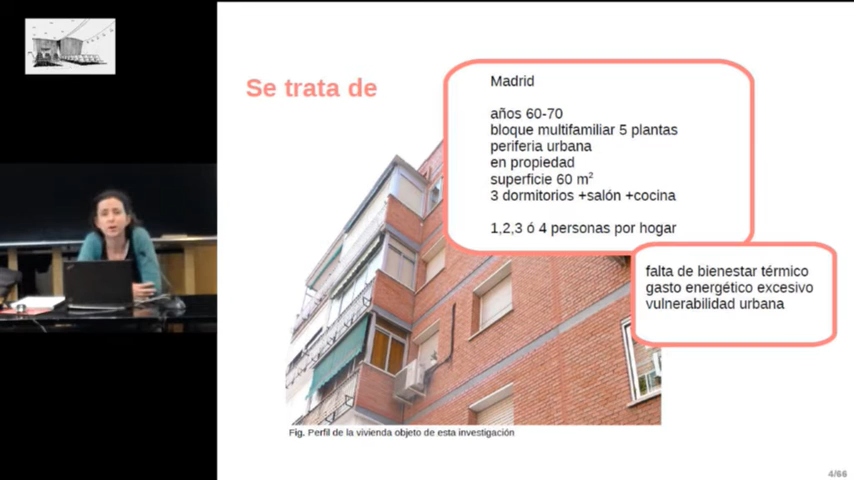 Se trata de
Madrid
años 60-70
bloque multifamiliar 5 plantas
periferia urbana
en propiedad
superficie 60 m²
3 dormitorios +salón +cocina
1,2,3 ó 4 personas por hogar
falta de bienestar térmico
gasto energético excesivo
vulnerabilidad urbana
Fig. Perfil de la vivienda objeto de esta investigación
4/66